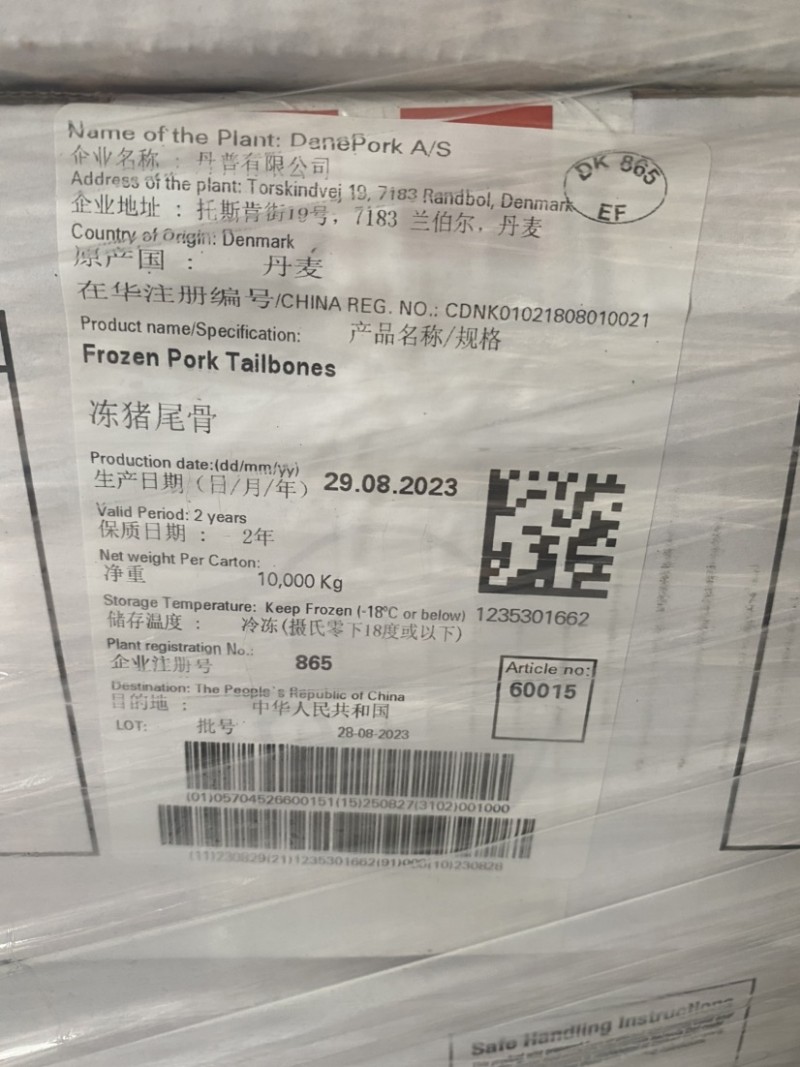 Name of the Plant: DanePork A/S
企业名称 : 丹普有限公司
DK 865
EF
Address of the plant: Torskindvej 19, 7183 Randbol, Denmark
企业地址 : 托斯肯街19号, 7183 兰伯尔, 丹麦
Country of Origin: Denmark
原产国 : 丹麦
在华注册编号/CHINA REG. NO.: CDNK01021808010021
Product name/Specification: 产品名称/规格
Frozen Pork Tailbones
冻猪尾骨
Production date:(dd/mm/yy)
生产日期（日/月/年） 29.08.2023
Valid Period: 2 years
保质日期 : 2年
Net weight Per Carton:
净重 10,000 Kg
Storage Temperature: Keep Frozen (-18°C or below) 1235301662
储存温度 : 冷冻(摄氏零下18度或以下)
Plant registration No.:
企业注册号 865
Article no:
60015
Destination: The People's Republic of China
目的地 : 中华人民共和国
LOT: 批号 28-08-2023
(01)05704526600151(15)250827(3102)001000
(11)230829(21)1235301662(91)(10)230828
Safe Handling Instructions